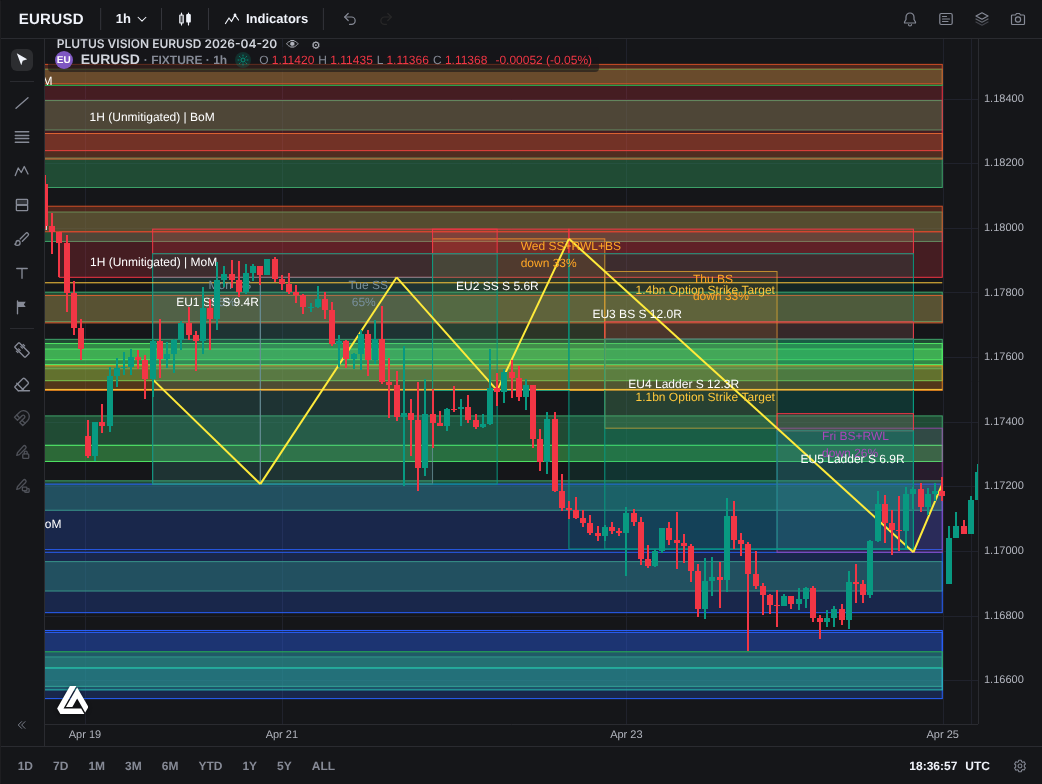 EURUSD 1h Indicators
PLUTUS VISION EURUSD 2026-04-20
EU EURUSD · FIXTURE · 1h O 1.11420 H 1.11435 L 1.11366 C 1.11368 -0.00052 (-0.05%)
M
1.18400
1H (Unmitigated) | BoM
1.18200
1.18000
Wed SS+RWL+BS
down 33%
1H (Unmitigated) | MoM
Thu BS
down 33%
Tue SS
65%
EU2 SS S 5.6R
1.4bn Option Strike Target
1.17800
EU1 SS S 9.4R
EU3 BS S 12.0R
1.17600
EU4 Ladder S 12.3R
1.1bn Option Strike Target
1.17400
Fri BS+RWL
EU5 Ladder S 6.9R
1.17200
oM
1.17000
1.16800
1.16600
Apr 19 Apr 21 Apr 23 Apr 25
1D 7D 1M 3M 6M YTD 1Y 5Y ALL 18:36:57 UTC